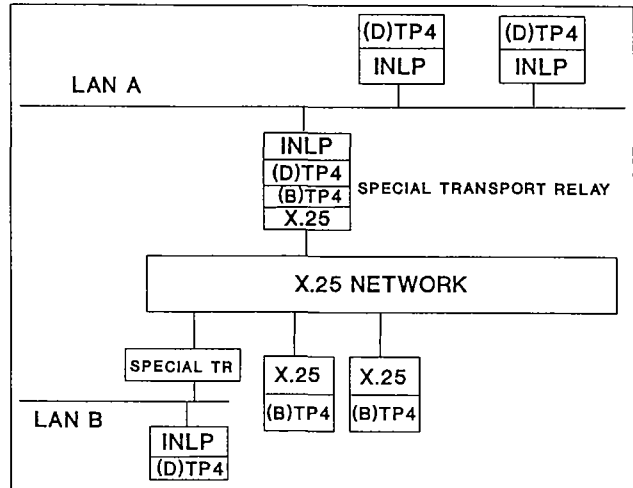 (D)TP4
INLP
(D)TP4
INLP
LAN A
INLP
(D)TP4
(B)TP4
X.25
SPECIAL TRANSPORT RELAY
X.25 NETWORK
SPECIAL TR
X.25
(B)TP4
X.25
(B)TP4
LAN B
INLP
(D)TP4